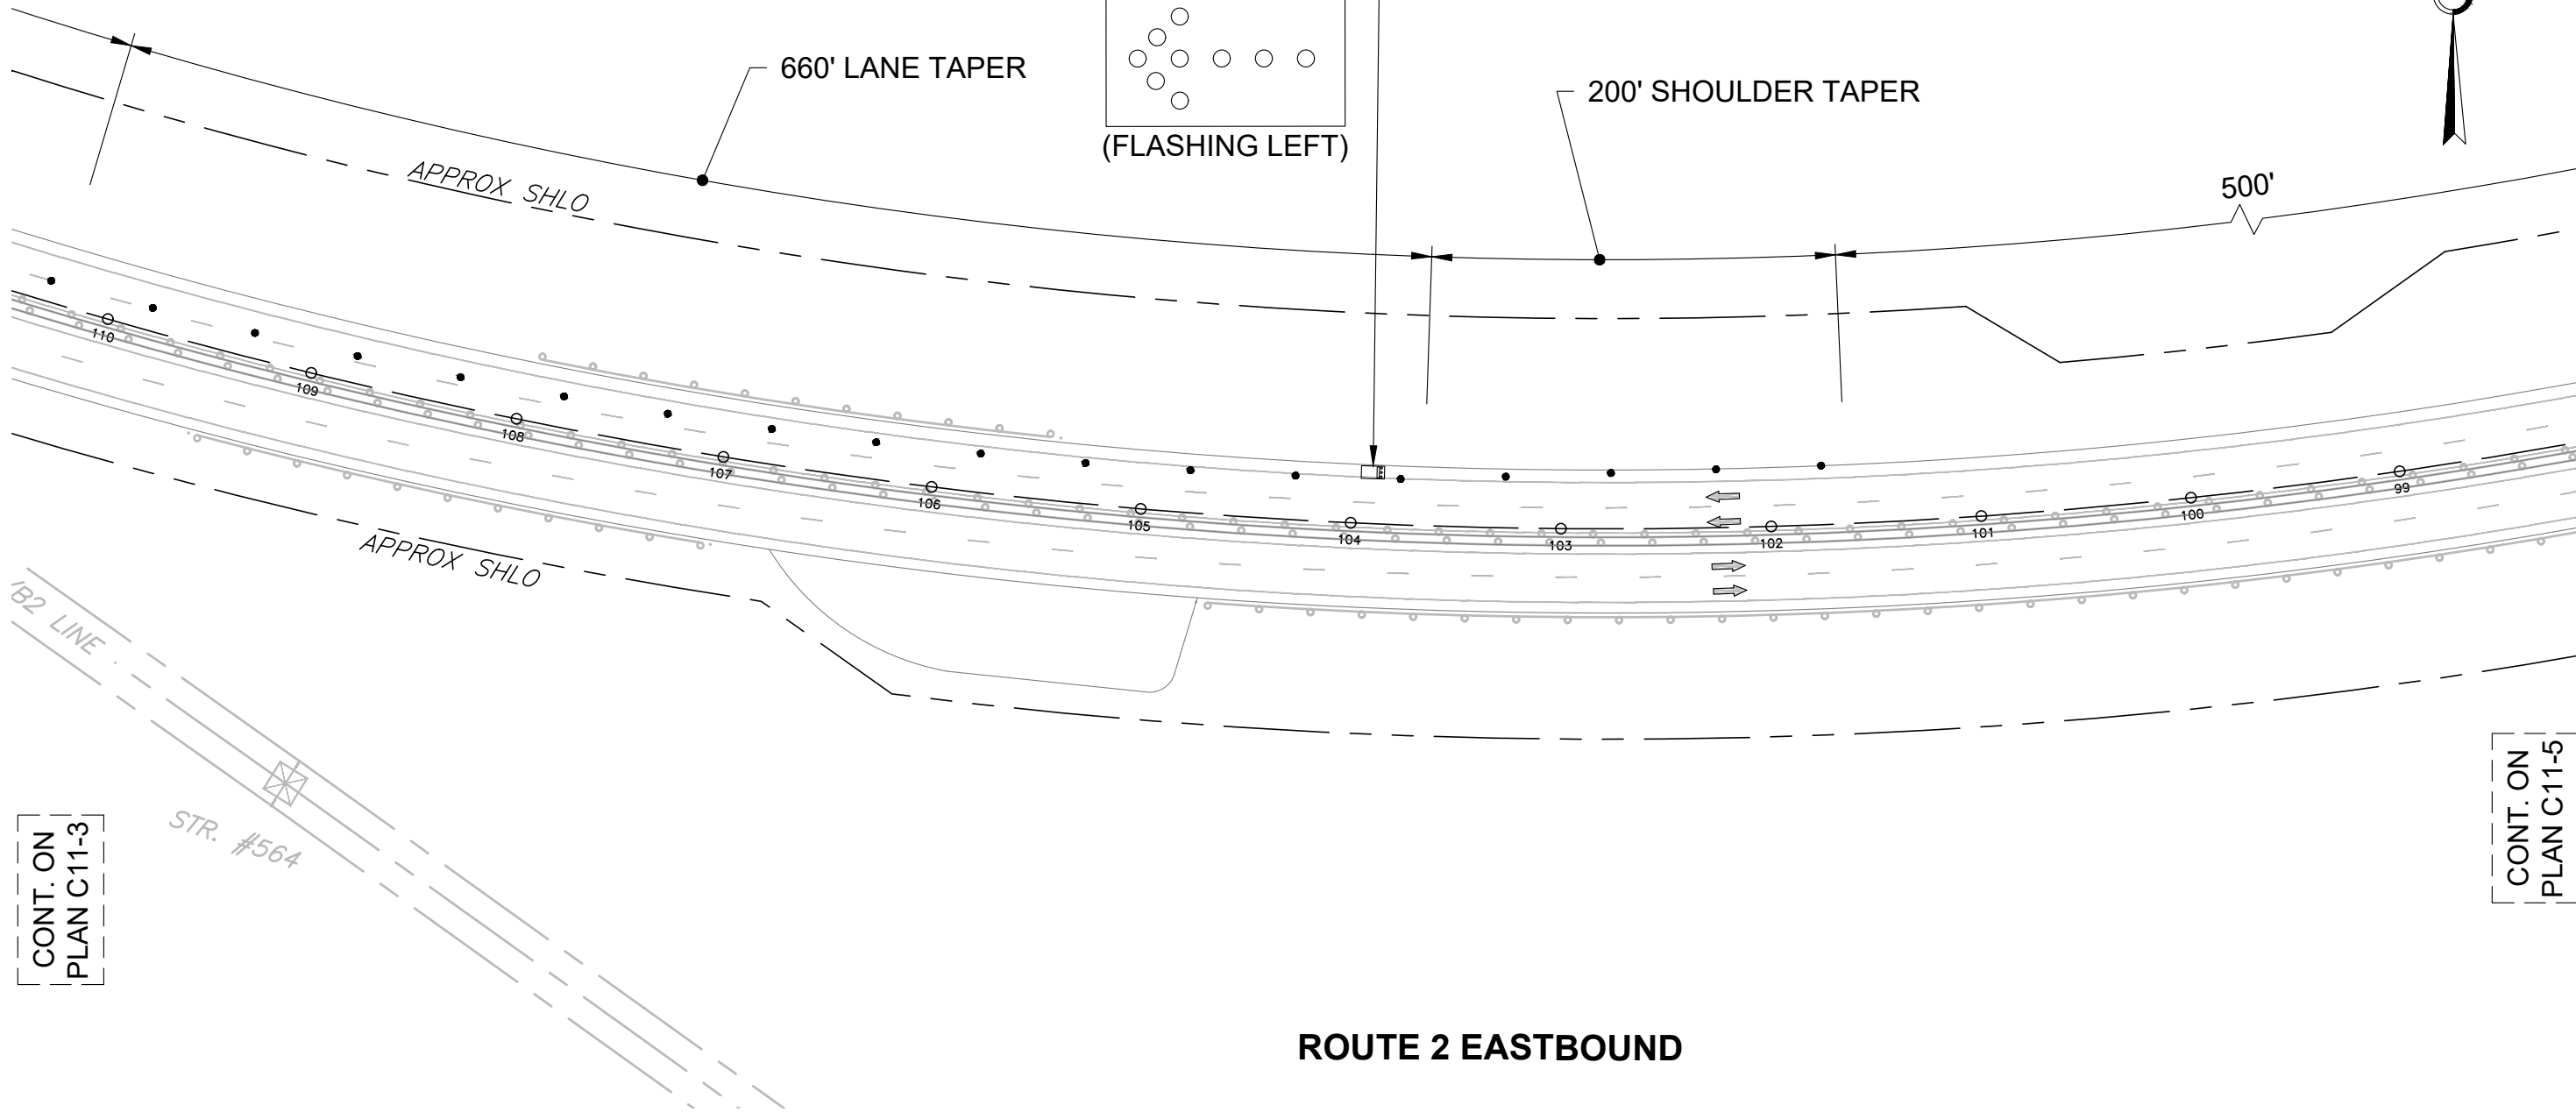 660' LANE TAPER
(FLASHING LEFT)
200' SHOULDER TAPER
500'
APPROX SHLO
110
109
108
107
106
105
104
103
102
101
100
99
APPROX SHLO
B2 LINE
STR. #564
CONT. ON
PLAN C11-3
CONT. ON
PLAN C11-5
ROUTE 2 EASTBOUND